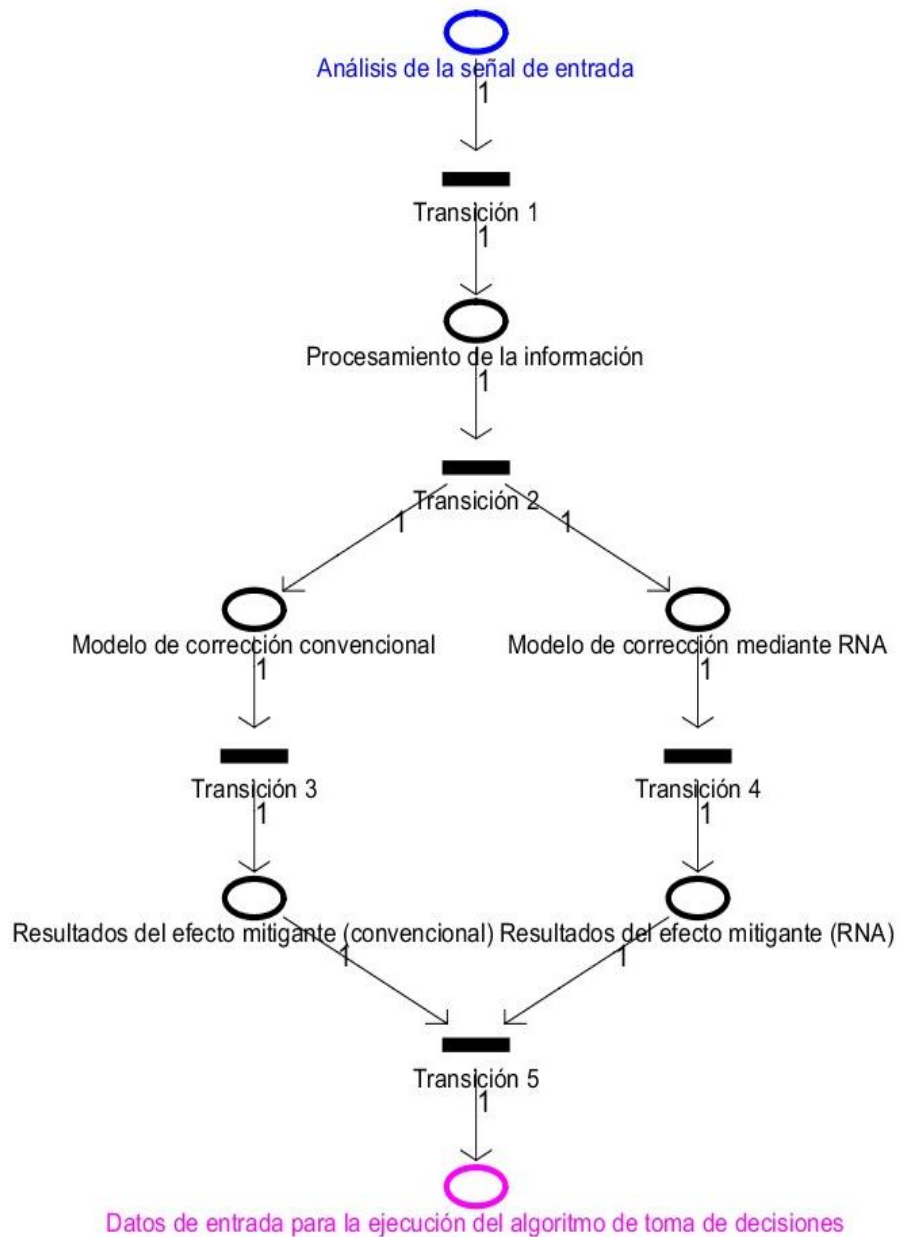 Análisis de la señal de entrada
1
Transición 1
1
Procesamiento de la información
1
Transición 2
1 1
Modelo de corrección convencional Modelo de corrección mediante RNA
1 1
Transición 3 Transición 4
1 1
Resultados del efecto mitigante (convencional) Resultados del efecto mitigante (RNA)
1 1
Transición 5
1
Datos de entrada para la ejecución del algoritmo de toma de decisiones